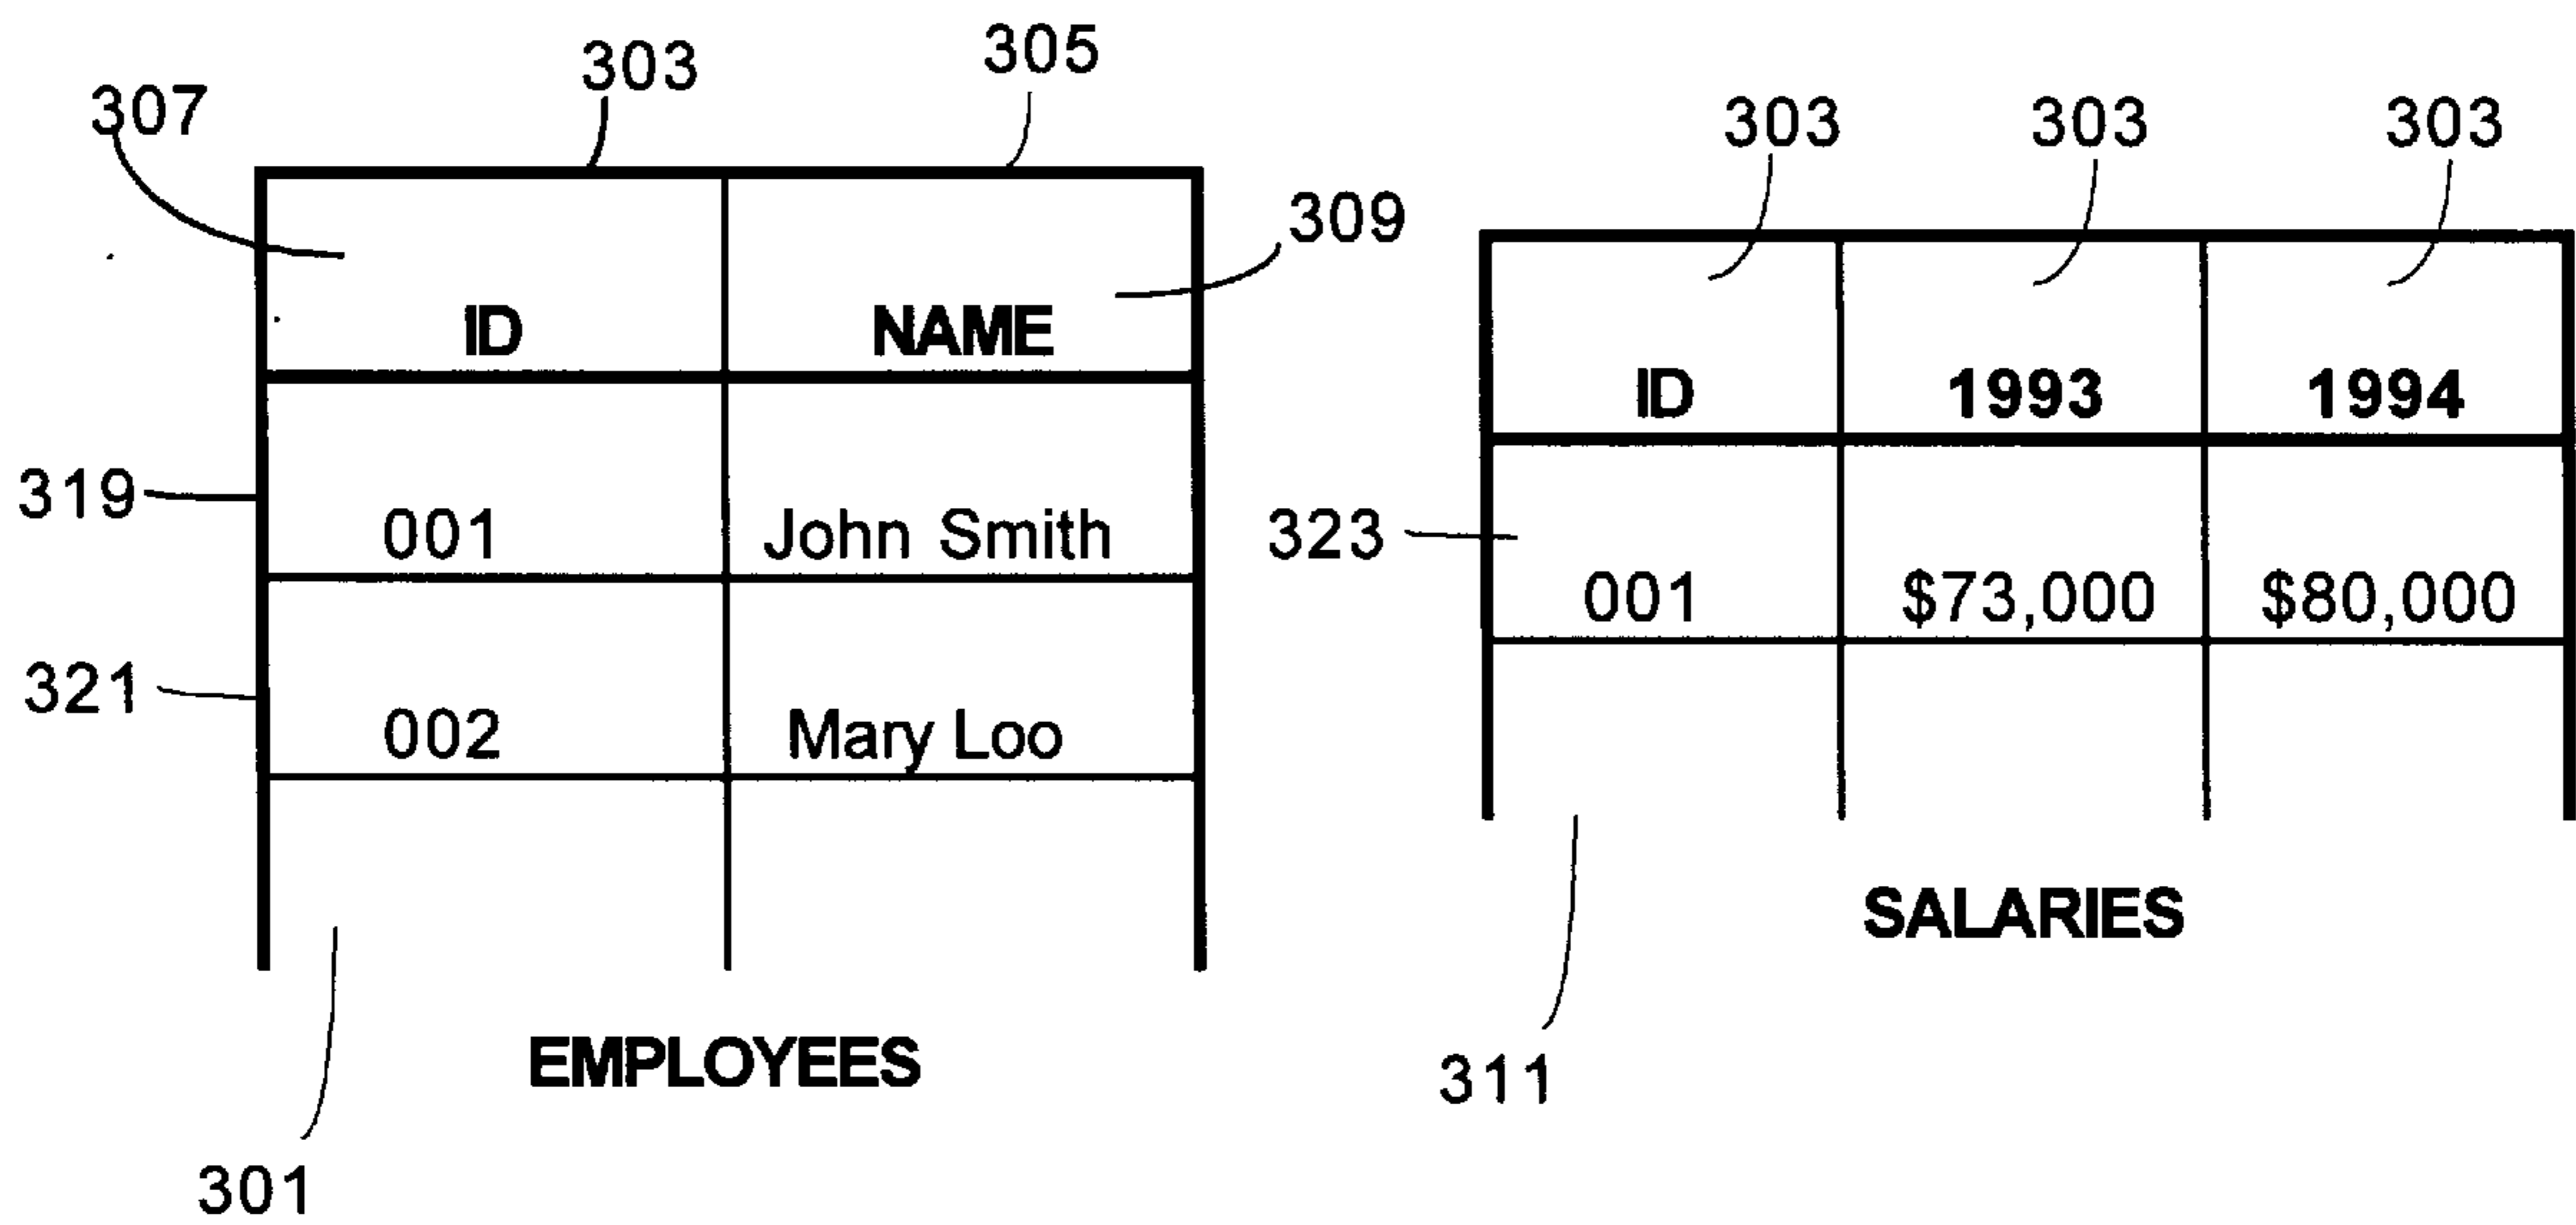 303 305
307
309
ID NAME
319
001 John Smith
321
002 Mary Loo
EMPLOYEES
301
303 303 303
ID 1993 1994
323
001 $73,000 $80,000
SALARIES
311